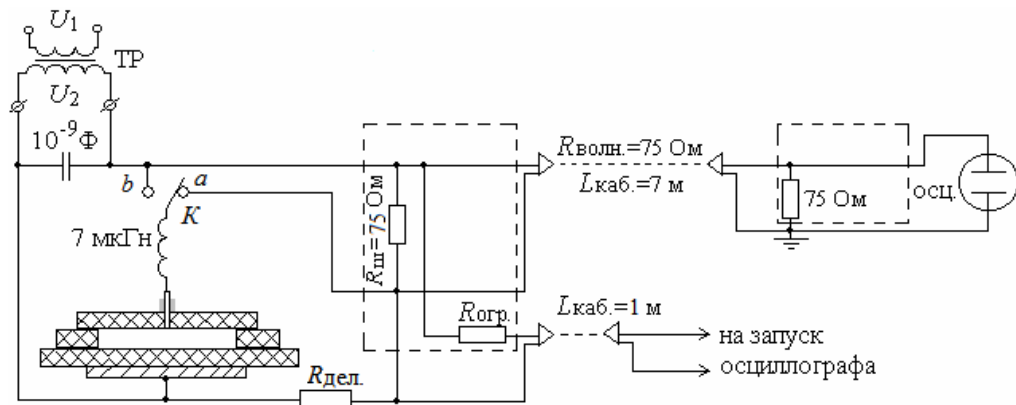 U1
ТР
U2
10⁻⁹Ф
b
a
К
7 мкГн
Rш=75 Ом
Rволн.=75 Ом
Lкаб.=7 м
75 Ом
осц.
Rогр.
Lкаб.=1 м
на запуск
осциллографа
Rдел.